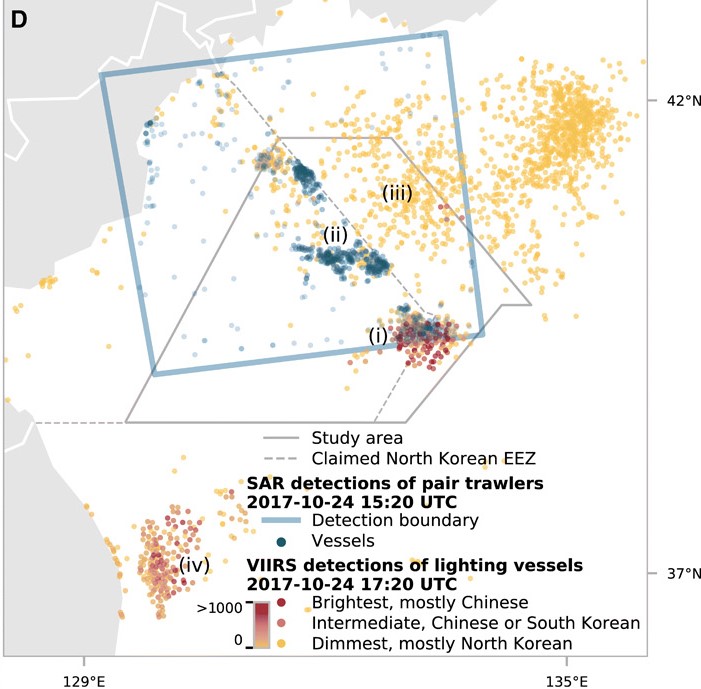 D
42°N
(iii)
(ii)
(i)
Study area
Claimed North Korean EEZ
SAR detections of pair trawlers
2017-10-24 15:20 UTC
Detection boundary
Vessels
(iv)
VIIRS detections of lighting vessels
2017-10-24 17:20 UTC
37°N
>1000
0
Brightest, mostly Chinese
Intermediate, Chinese or South Korean
Dimmest, mostly North Korean
129°E
135°E